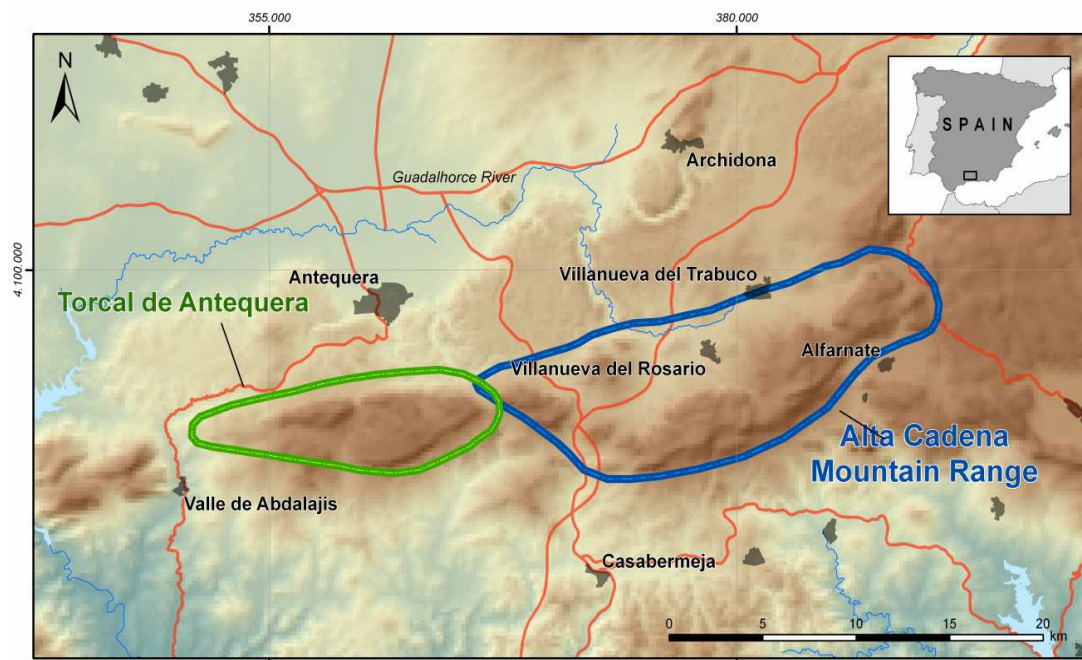 355.000
380.000
N
SPAIN
Archidona
Guadalhorce River
4.100.000
Antequera
Villanueva del Trabuco
Torcal de Antequera
Alfarnate
Villanueva del Rosario
Alta Cadena
Mountain Range
Valle de Abdalajis
Casabermeja
0 5 10 15 20
km